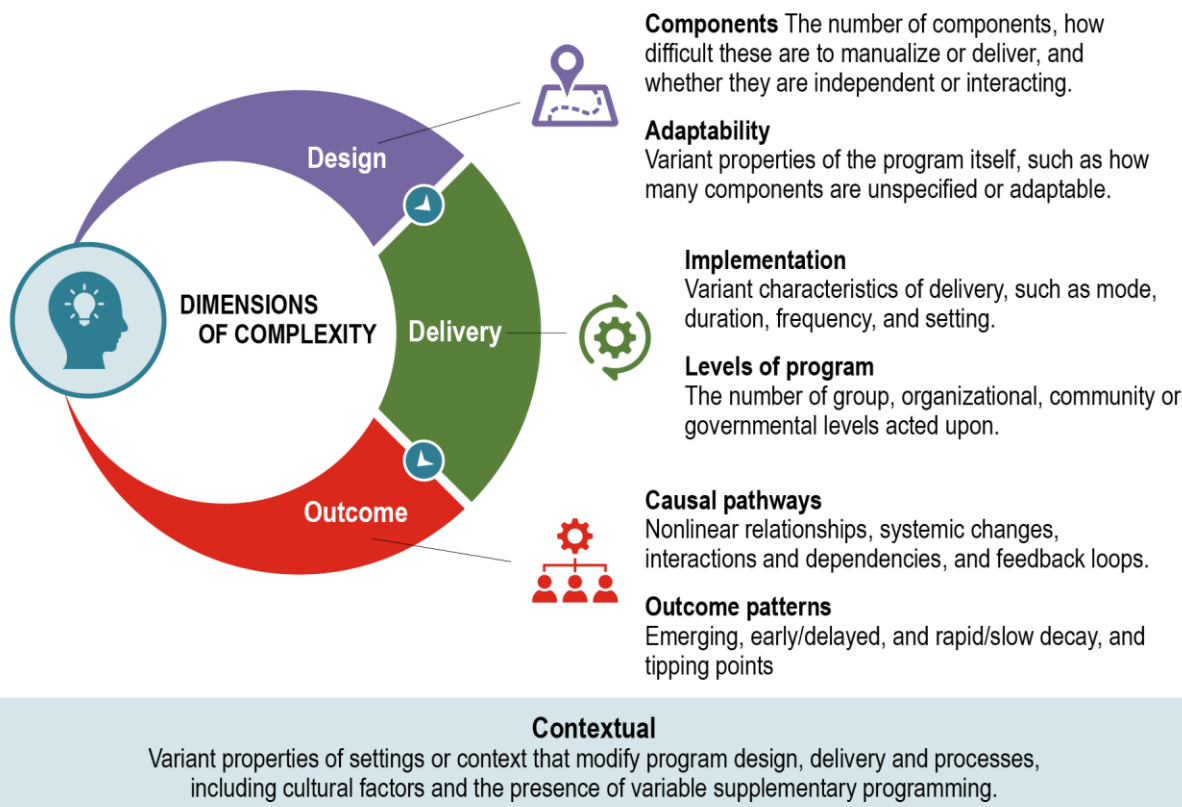 Components The number of components, how
difficult these are to manualize or deliver, and
whether they are independent or interacting.
Adaptability
Variant properties of the program itself, such as how
many components are unspecified or adaptable.
Design
Implementation
Variant characteristics of delivery, such as mode,
duration, frequency, and setting.
DIMENSIONS
OF COMPLEXITY
Delivery
Levels of program
The number of group, organizational, community or
governmental levels acted upon.
Outcome
Causal pathways
Nonlinear relationships, systemic changes,
interactions and dependencies, and feedback loops.
Outcome patterns
Emerging, early/delayed, and rapid/slow decay, and
tipping points
Contextual
Variant properties of settings or context that modify program design, delivery and processes,
including cultural factors and the presence of variable supplementary programming.